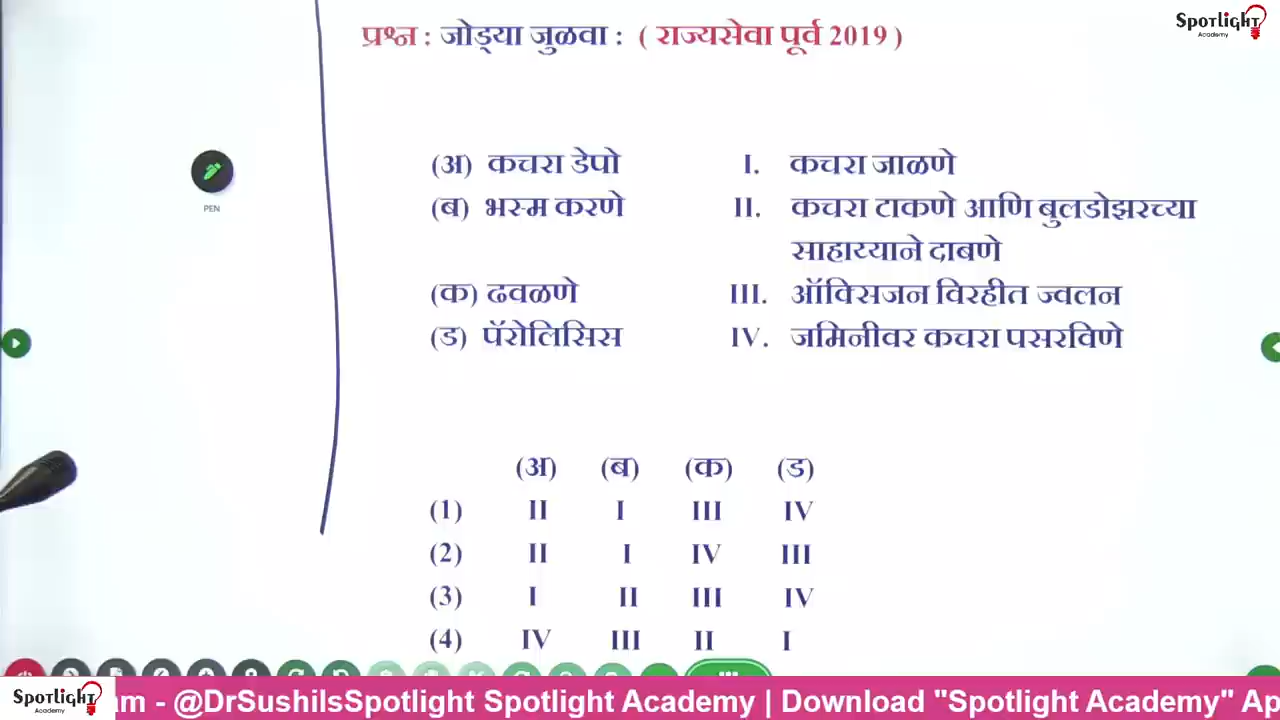 Spotlight
Academy
प्रश्न : जोड्या जुळवा : ( राज्यसेवा पूर्व 2019 )
PEN
(अ) कचरा डेपो I. कचरा जाळणे
(ब) भस्म करणे II. कचरा टाकणे आणि बुलडोझरच्या
साहाय्याने दाबणे
(क) ढवळणे III. ऑक्सिजन विरहीत ज्वलन
(ड) पॅरोलिसिस IV. जमिनीवर कचरा पसरविणे
(अ) (ब) (क) (ड)
(1) II I III IV
(2) II I IV III
(3) I II III IV
(4) IV III II I
Spotlight
Academy
am - @DrSushilsSpotlight Spotlight Academy | Download "Spotlight Academy" Ap